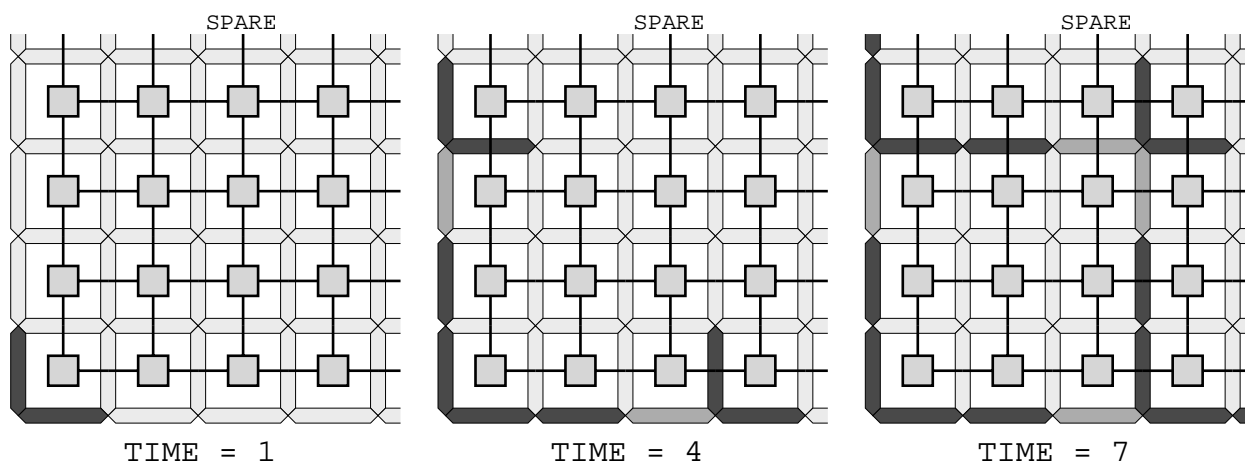 SPARE SPARE SPARE
TIME = 1 TIME = 4 TIME = 7